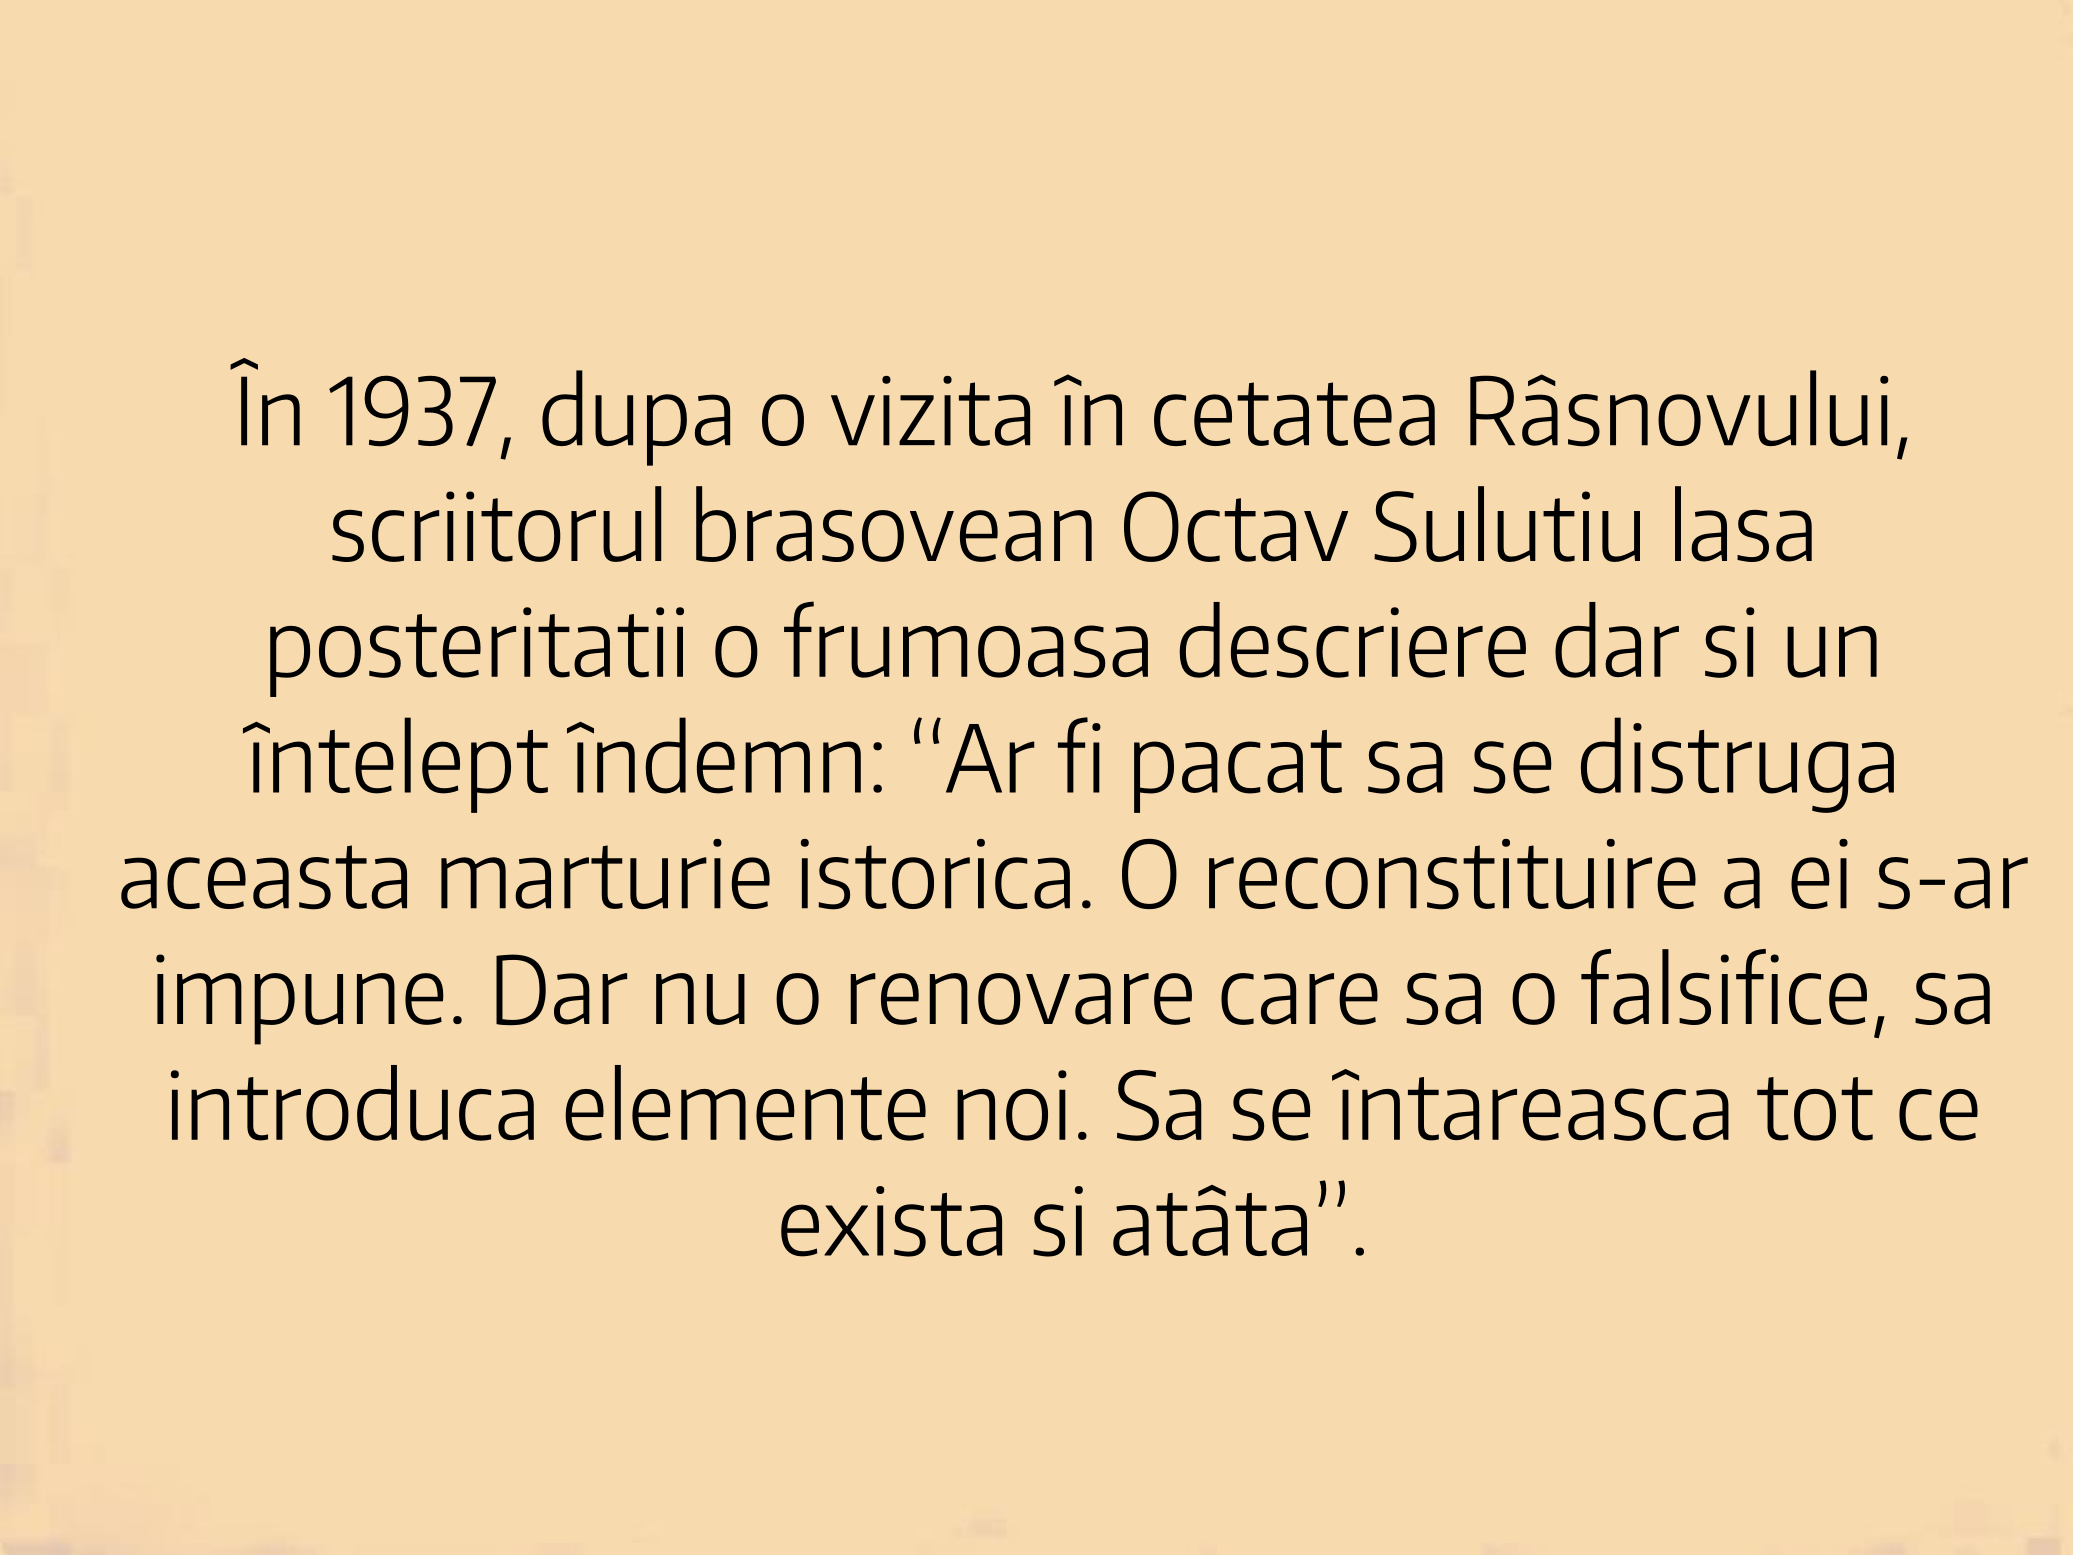 În 1937, dupa o vizita în cetatea Râsnovului,
scriitorul brasovean Octav Sulutiu lasa
posteritatii o frumoasa descriere dar si un
întelept îndemn: “Ar fi pacat sa se distruga
aceasta marturie istorica. O reconstituire a ei s-ar
impune. Dar nu o renovare care sa o falsifice, sa
introduca elemente noi. Sa se întareasca tot ce
exista si atâta”.